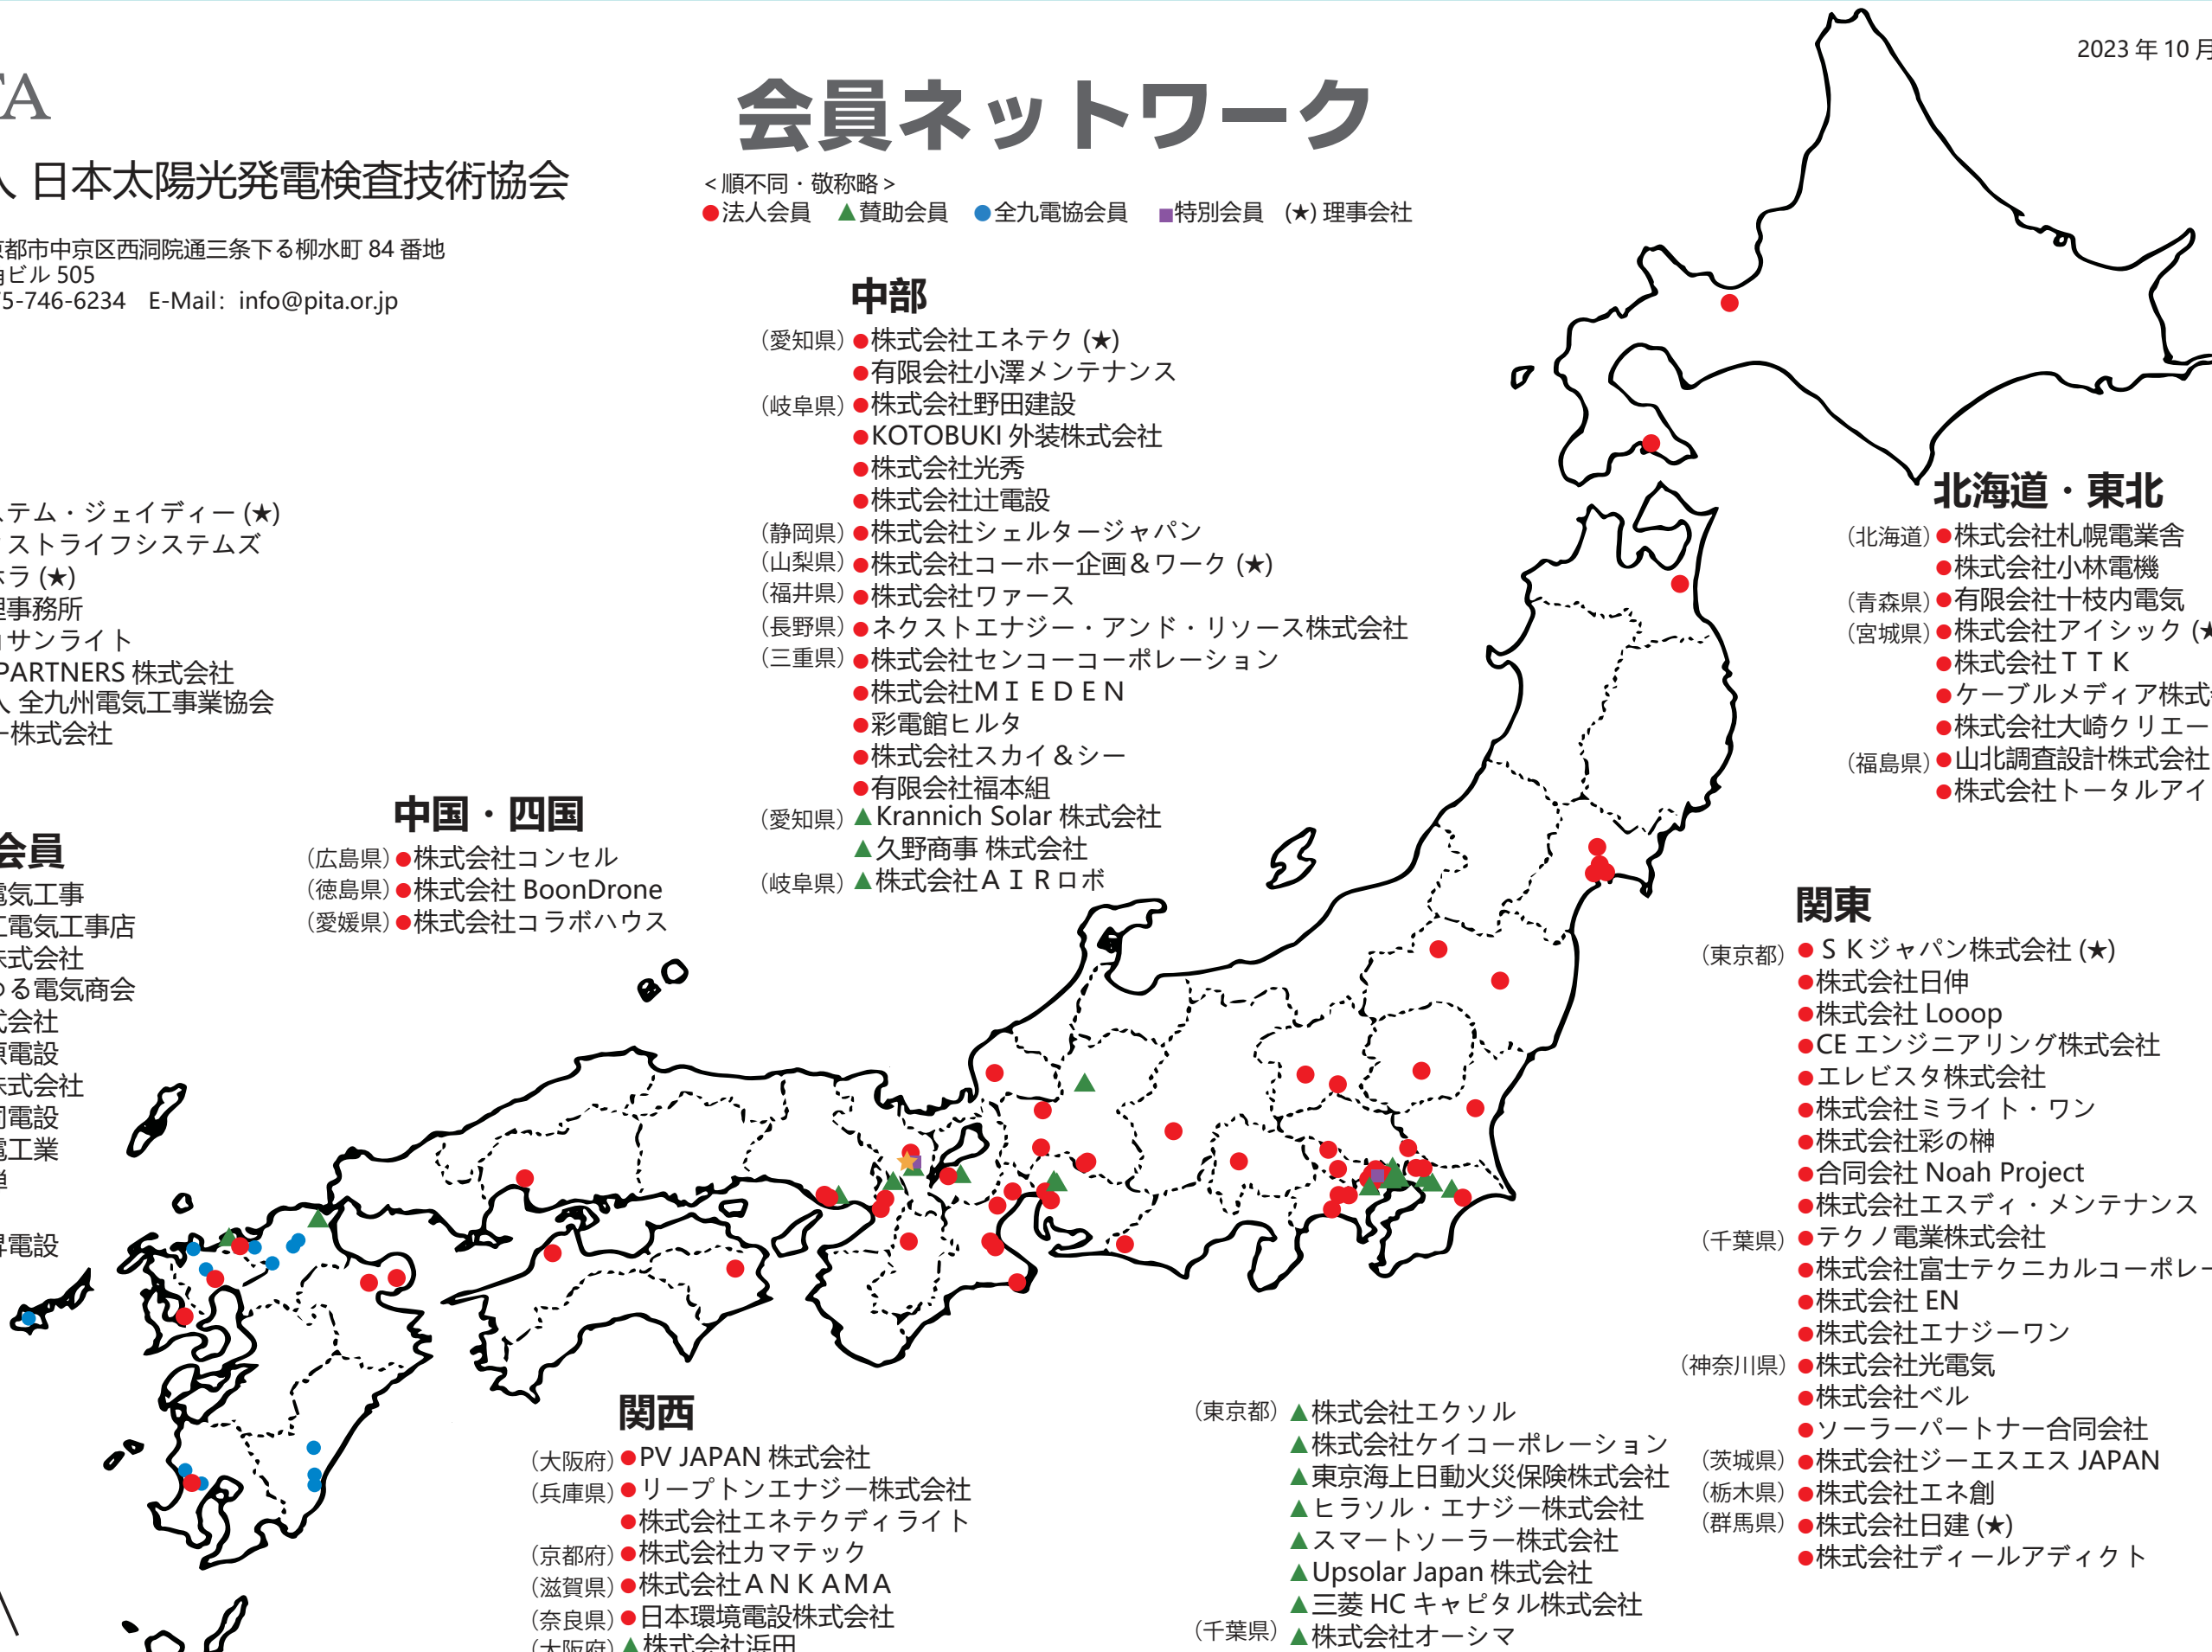 2023 年 10 月
TA
会員ネットワーク
人 日本太陽光発電検査技術協会
<順不同・敬称略>
●法人会員 ▲賛助会員 ●全九電協会員 ■特別会員 (★) 理事会社
京都市中京区西洞院通三条下る柳水町 84 番地
ビル 505
75-746-6234 E-Mail: info@pita.or.jp
ステム・ジェイディー (★)
ストライフシステムズ
ホラ (★)
理事務所
サンライト
PARTNERS 株式会社
人 全九州電気工事業協会
ー株式会社
会員
電気工事
工電気工事店
株式会社
つる電気商会
式会社
原電設
株式会社
電設
電工業
昇電設
中国・四国
(広島県) ●株式会社コンセル
(徳島県) ●株式会社 BoonDrone
(愛媛県) ●株式会社コラボハウス
中部
(愛知県) ●株式会社エネテク (★)
●有限会社小澤メンテナンス
(岐阜県) ●株式会社野田建設
●KOTOBUKI 外装株式会社
●株式会社光秀
●株式会社辻電設
(静岡県) ●株式会社シェルタージャパン
(山梨県) ●株式会社コーホー企画&ワーク (★)
(福井県) ●株式会社ワァース
(長野県) ●ネクストエナジー・アンド・リソース株式会社
(三重県) ●株式会社センコーコーポレーション
●株式会社MIEDEN
●彩電館ヒルタ
●株式会社スカイ&シー
●有限会社福本組
(愛知県) ▲Krannich Solar 株式会社
▲久野商事 株式会社
(岐阜県) ▲株式会社AIRロボ
北海道・東北
(北海道) ●株式会社札幌電業舎
●株式会社小林電機
(青森県) ●有限会社十枝内電気
(宮城県) ●株式会社アイシック (★
●株式会社TTK
●ケーブルメディア株式
●株式会社大崎クリエー
(福島県) ●山北調査設計株式会社
●株式会社トータルアイ
関東
(東京都) ●SKジャパン株式会社 (★)
●株式会社日伸
●株式会社 Looop
●CE エンジニアリング株式会社
●エレビスタ株式会社
●株式会社ミライト・ワン
●株式会社彩の榊
●合同会社 Noah Project
●株式会社エスディ・メンテナンス
(千葉県) ●テクノ電業株式会社
●株式会社富士テクニカルコーポレー
●株式会社 EN
●株式会社エナジーワン
(神奈川県) ●株式会社光電気
●株式会社ベル
●ソーラーパートナー合同会社
(茨城県) ●株式会社ジーエスエス JAPAN
(栃木県) ●株式会社エネ創
(群馬県) ●株式会社日建 (★)
●株式会社ディールアディクト
関西
(大阪府) ●PV JAPAN 株式会社
(兵庫県) ●リープトンエナジー株式会社
●株式会社エネテクディライト
(京都府) ●株式会社カマテック
(滋賀県) ●株式会社ANKAMA
(奈良県) ●日本環境電設株式会社
(大阪府) ▲株式会社浜田
(東京都) ▲株式会社エクソル
▲株式会社ケイコーポレーション
▲東京海上日動火災保険株式会社
▲ヒラソル・エナジー株式会社
▲スマートソーラー株式会社
▲Upsolar Japan 株式会社
▲三菱 HC キャピタル株式会社
(千葉県) ▲株式会社オーシマ